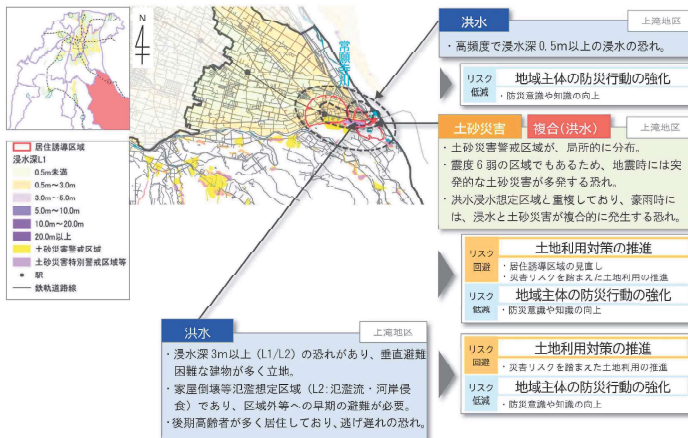 N
常願寺川
居住誘導区域
浸水深L1
0.5m未満
0.5m～3.0m
3.0m～5.0m
5.0m～10.0m
10.0m～20.0m
20.0m以上
土砂災害警戒区域
土砂災害特別警戒区域等
駅
鉄軌道路線
洪水
上滝地区
・高頻度で浸水深0.5m以上の浸水の恐れ。
リスク低減
地域主体の防災行動の強化
・防災意識や知識の向上
土砂災害
複合(洪水)
上滝地区
・土砂災害警戒区域が、局所的に分布。
・震度6弱の区域でもあるため、地震時には突
発的な土砂災害が多発する恐れ。
・洪水浸水想定区域と重複しており、豪雨時に
は、浸水と土砂災害が複合的に発生する恐れ。
リスク回避
土地利用対策の推進
・居住誘導区域の見直し
・災害リスクを踏まえた土地利用の推進
リスク低減
地域主体の防災行動の強化
・防災意識や知識の向上
洪水
上滝地区
・浸水深3m以上（L1/L2）の恐れがあり、垂直避難
困難な建物が多く立地。
・家屋倒壊等氾濫想定区域（L2:氾濫流・河岸侵
食）であり、区域外等への早期の避難が必要。
・後期高齢者が多く居住しており、逃げ遅れの恐れ。
リスク回避
土地利用対策の推進
・災害リスクを踏まえた土地利用の推進
リスク低減
地域主体の防災行動の強化
・防災意識や知識の向上